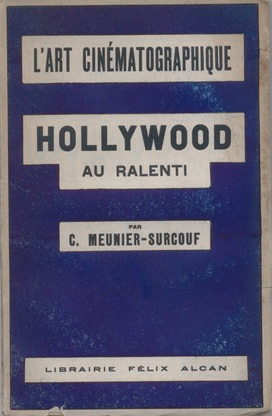 L'ART CINÉMATOGRAPHIQUE
HOLLYWOOD
AU RALENTI
PAR
C. MEUNIER-SURCOUF
LIBRAIRIE FÉLIX ALCAN